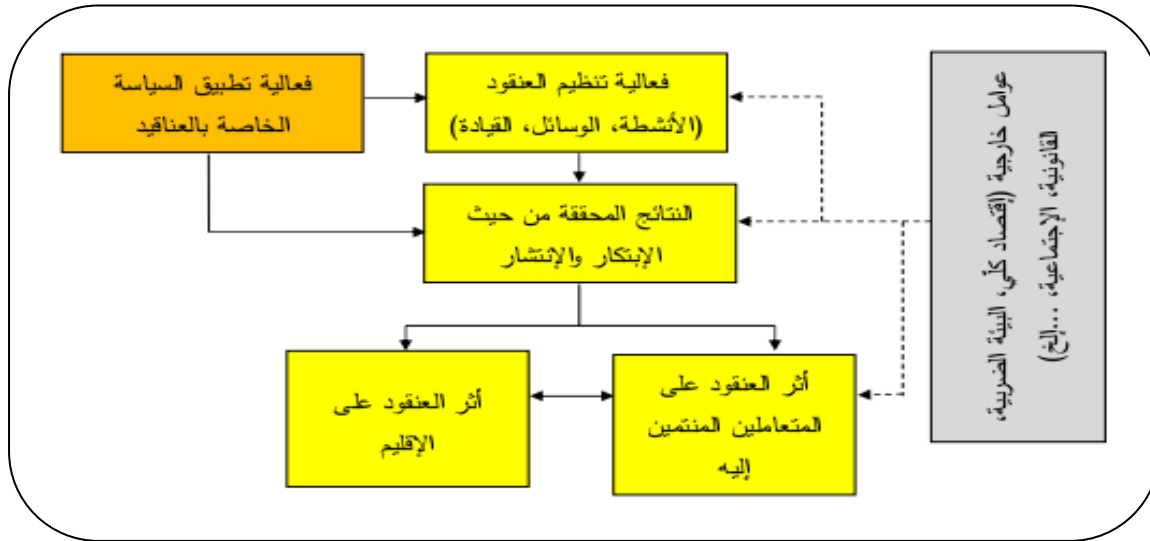 فعالية تطبيق السياسة
الخاصة بالعناقيد
فعالية تنظيم العنقود
(الأنشطة، الوسائل، القيادة)
النتائج المحققة من حيث
الإبتكار والإنتشار
أثر العنقود على
المتعاملين المنتمين
إليه
أثر العنقود على
الإقليم
عوامل خارجية (إقتصاد كلّي، البيئة الضريبية،
القانونية، الإجتماعية، ...إلخ)